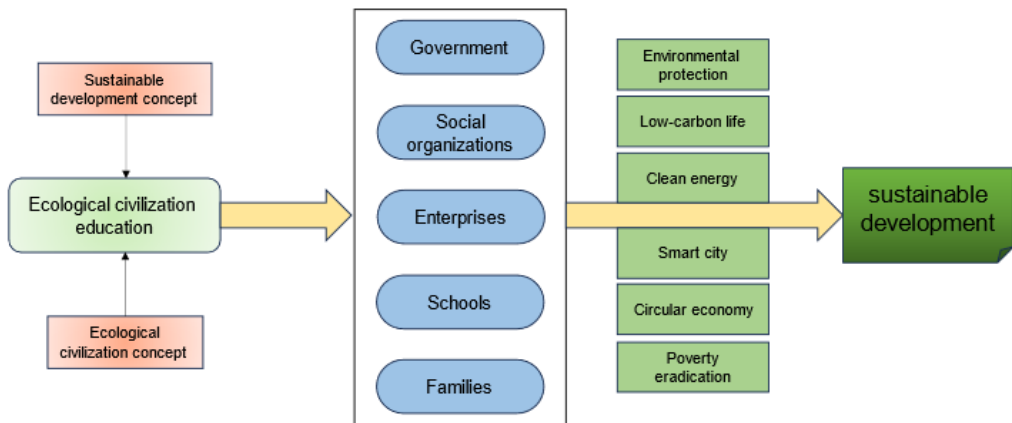 Sustainable
development concept
Ecological civilization
education
Ecological
civilization concept
Government
Social
organizations
Enterprises
Schools
Families
Environmental
protection
Low-carbon life
Clean energy
Smart city
Circular economy
Poverty
eradication
sustainable
development